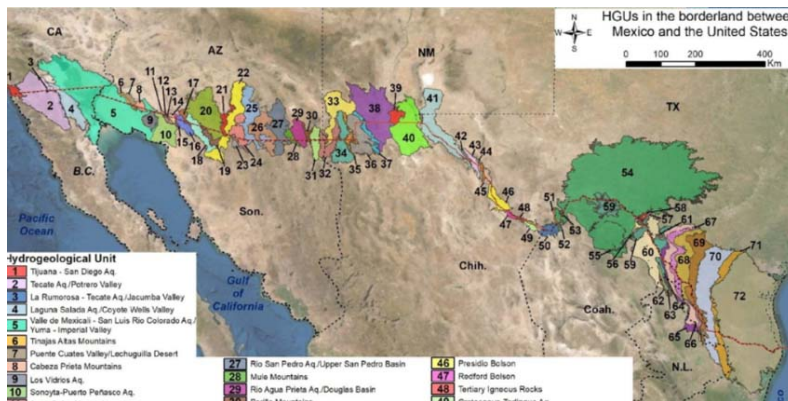 HGUs in the borderland betwee
Mexico and the United States
N
W E
S
0 100 200 400
Km
CA
AZ
NM
TX
B.C.
Son.
Chih.
Coah.
N.L.
Pacific
Ocean
Gulf
of
California
1
2
3
4
5
6
7
8
9
10
11
12
13
14
15
16
17
18
19
20
21
22
23
24
25
26
27
28
29
30
31
32
33
34
35
36
37
38
39
40
41
42
43
44
45
46
47
48
49
50
51
52
53
54
55
56
57
58
59
59
60
61
62
63
64
65
66
67
68
69
70
71
72
Hydrogeological Unit
1 Tijuana - San Diego Aq.
2 Tecate Aq./Potrero Valley
3 La Rumorosa - Tecate Aq./Jacumba Valley
4 Laguna Salada Aq./Coyote Wells Valley
5 Valle de Mexicali - San Luis Rio Colorado Aq./
Yuma - Imperial Valley
6 Tinajas Altas Mountains
7 Puente Cuates Valley/Lechuguilla Desert
8 Cabeza Prieta Mountains
9 Los Vidrios Aq.
10 Sonoyta-Puerto Peñasco Aq.
27 Rio San Pedro Aq./Upper San Pedro Basin
28 Mule Mountains
29 Rio Agua Prieta Aq./Douglas Basin
46 Presidio Bolson
47 Redford Bolson
48 Tertiary Igneous Rocks